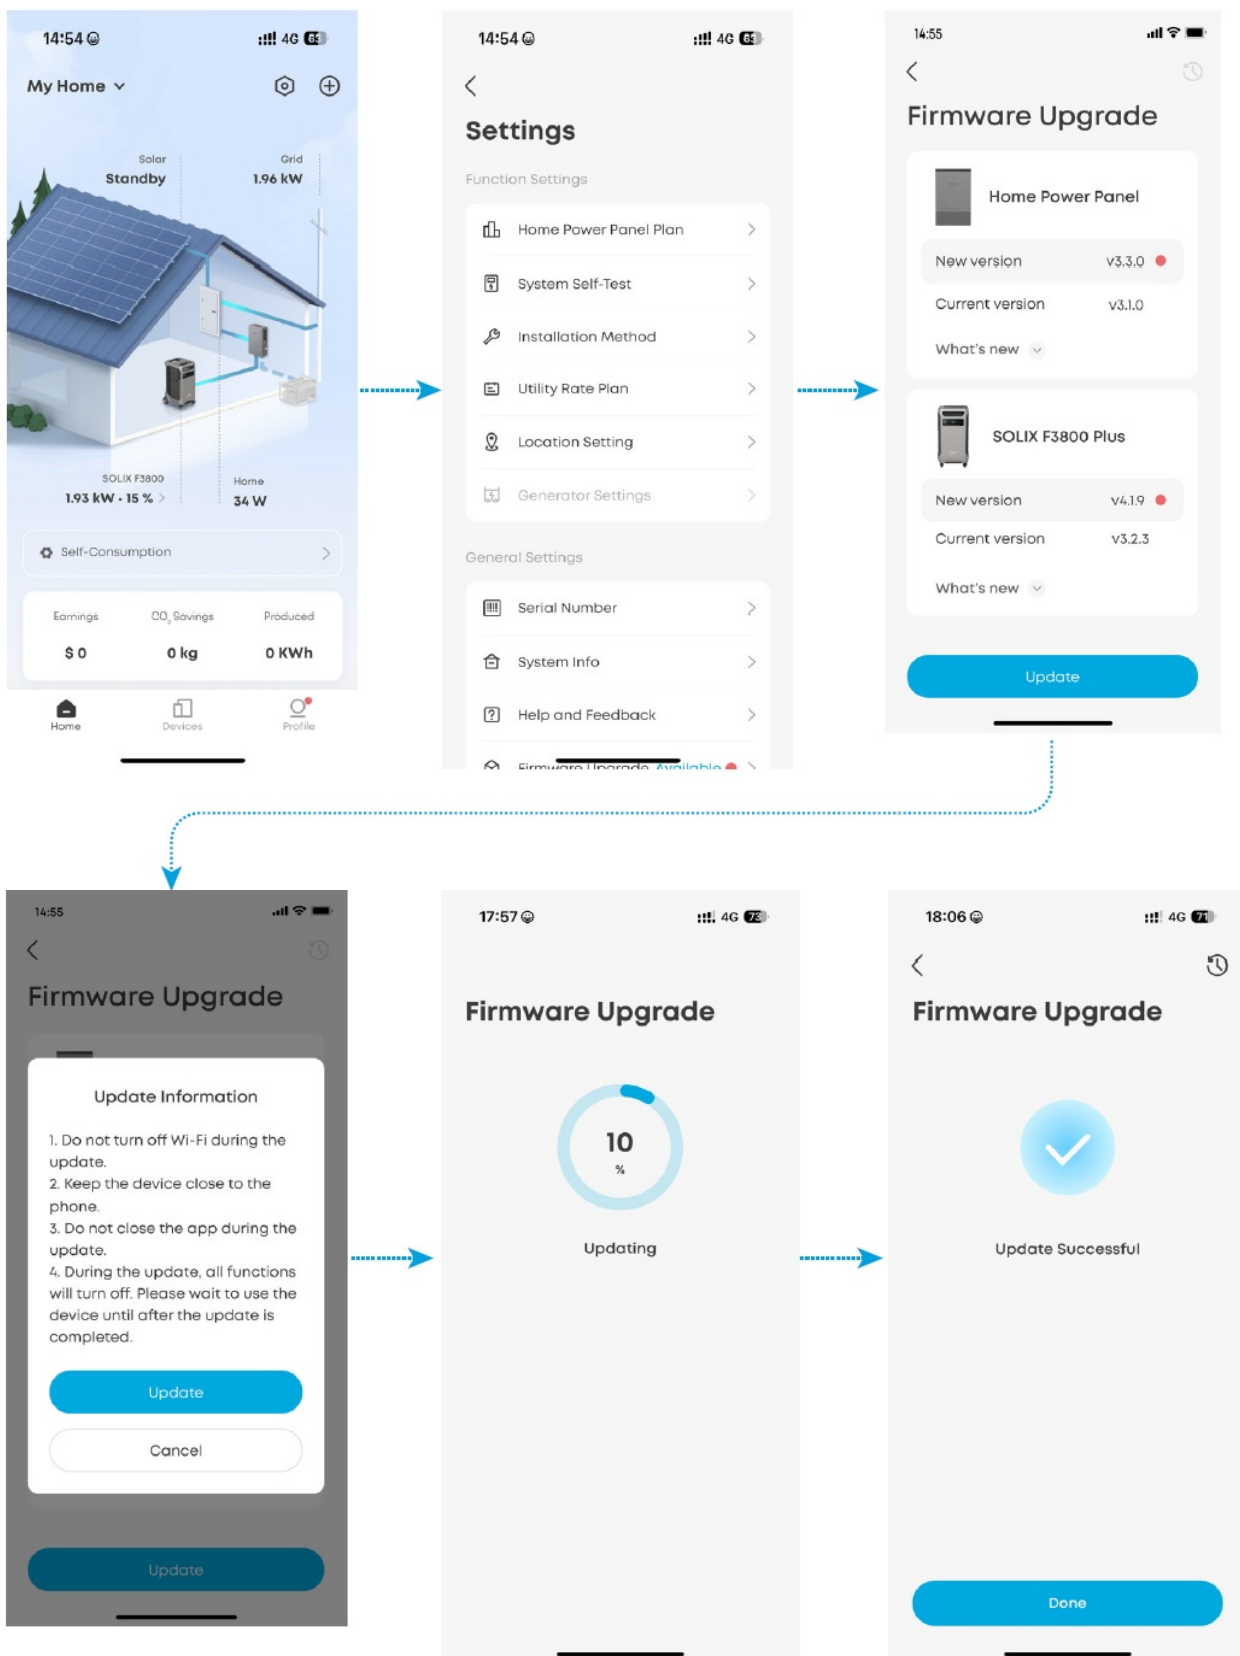 14:54 4G 63
My Home
Solar
Standby
Grid
1.96 kW
SOLIX F3800
1.93 kW · 15 %
Home
34 W
Self-Consumption
Earnings CO2 Savings Produced
$ 0 0 kg 0 KWh
Home Devices Profile
14:54 4G 63
Settings
Function Settings
Home Power Panel Plan
System Self-Test
Installation Method
Utility Rate Plan
Location Setting
Generator Settings
General Settings
Serial Number
System Info
Help and Feedback
Firmware Upgrade Available
14:55
Firmware Upgrade
Home Power Panel
New version v3.3.0
Current version v3.1.0
What's new
SOLIX F3800 Plus
New version v4.1.9
Current version v3.2.3
What's new
Update
14:55
Firmware Upgrade
Update Information
1. Do not turn off Wi-Fi during the
update.
2. Keep the device close to the
phone.
3. Do not close the app during the
update.
4. During the update, all functions
will turn off. Please wait to use the
device until after the update is
completed.
Update
Cancel
Update
17:57 4G 73
Firmware Upgrade
10
%
Updating
18:06 4G 71
Firmware Upgrade
Update Successful
Done